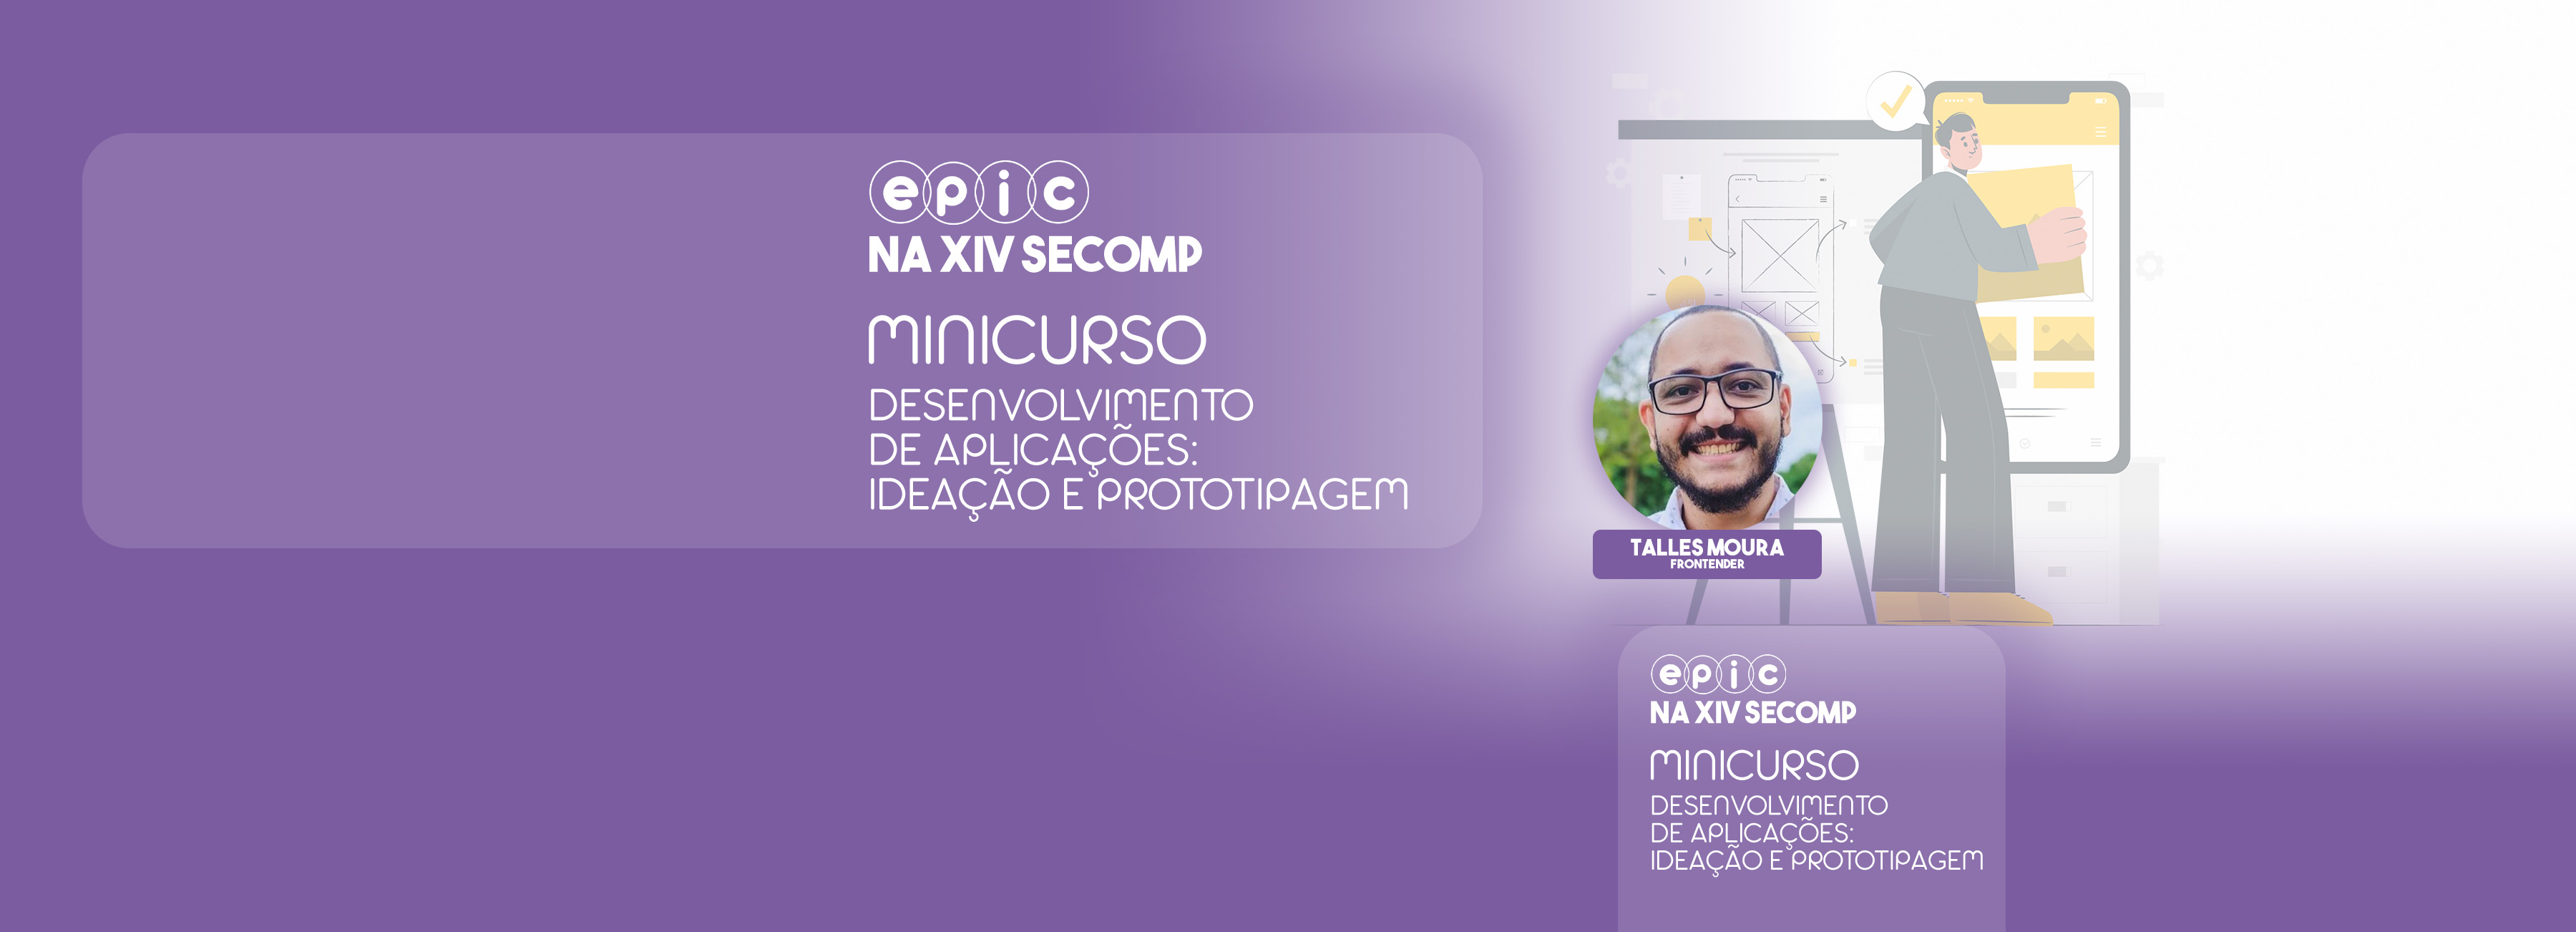 epic
NA XIV SECOMP
MINICURSO
DESENVOLVIMENTO
DE APLICAÇÕES:
IDEAÇÃO E PROTOTIPAGEM
TALLES MOURA
FRONTENDER
epic
NA XIV SECOMP
MINICURSO
DESENVOLVIMENTO
DE APLICAÇÕES:
IDEAÇÃO E PROTOTIPAGEM